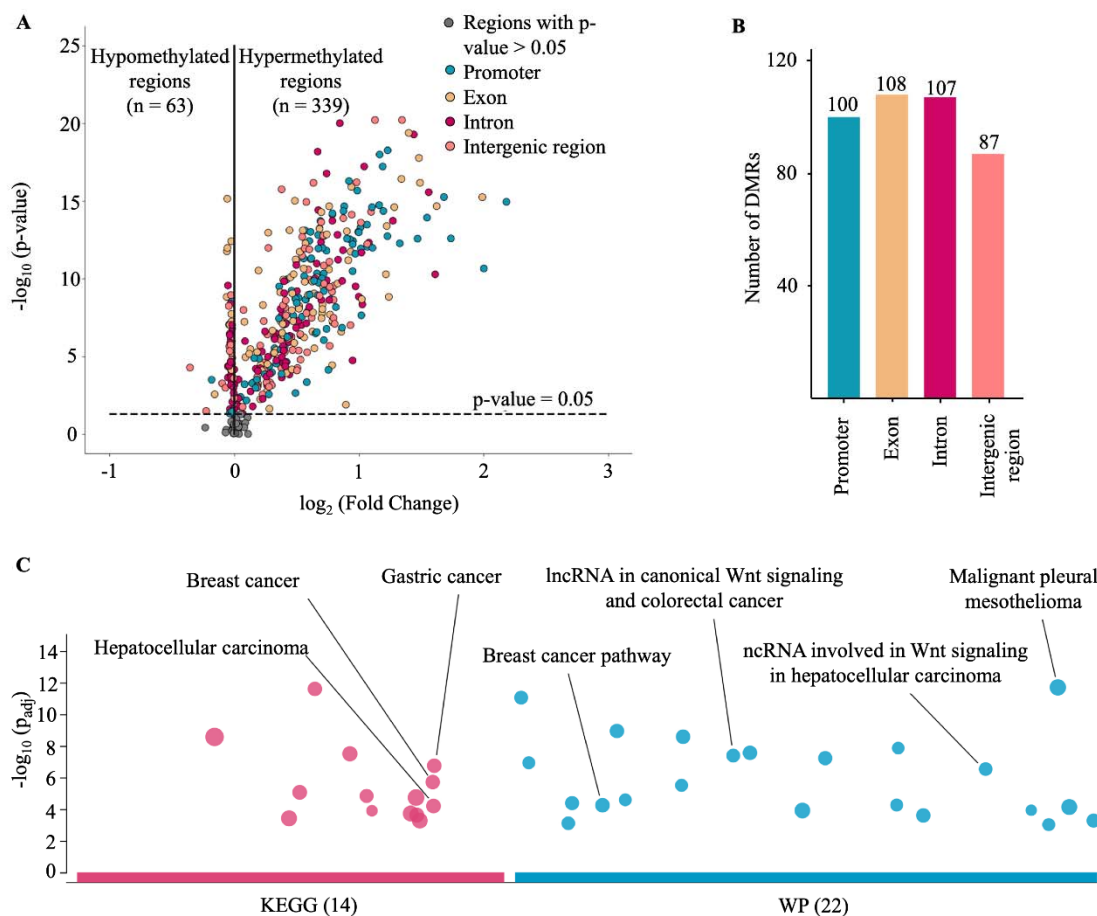 A
25
20
15
10
5
0
-log10 (p-value)
Hypomethylated
regions
(n = 63)
Hypermethylated
regions
(n = 339)
Regions with p-
value > 0.05
Promoter
Exon
Intron
Intergenic region
p-value = 0.05
-1
0
1
2
3
log2 (Fold Change)
B
Number of DMRs
120
80
40
100
108
107
87
Promoter
Exon
Intron
Intergenic
region
C
Breast cancer
Gastric cancer
Hepatocellular carcinoma
lncRNA in canonical Wnt signaling
and colorectal cancer
Breast cancer pathway
Malignant pleural
mesothelioma
ncRNA involved in Wnt signaling
in hepatocellular carcinoma
-log10 (padj)
14
12
10
8
6
4
2
0
KEGG (14)
WP (22)